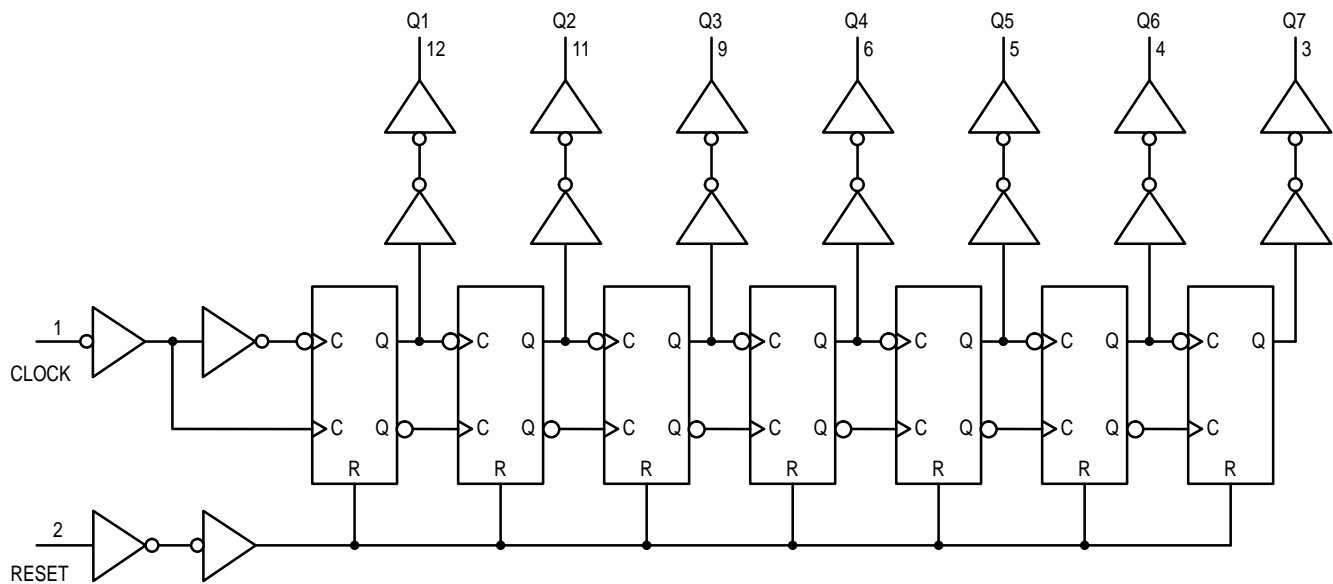 Q1 Q2 Q3 Q4 Q5 Q6 Q7
12 11 9 6 5 4 3
1 C Q C Q C Q C Q C Q C Q C Q
CLOCK
C Q C Q C Q C Q C Q C Q C
R R R R R R R
2
RESET